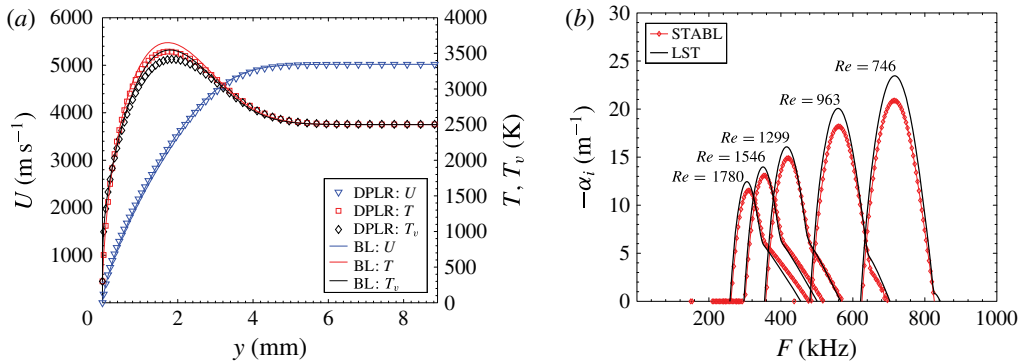 (a)
6000
5000
4000
3000
2000
1000
0
U (m s⁻¹)
4000
3500
3000
2500
2000
1500
1000
500
0
T, Tᵥ (K)
0 2 4 6 8
y (mm)
DPLR: U
DPLR: T
DPLR: Tᵥ
BL: U
BL: T
BL: Tᵥ
(b)
30
25
20
15
10
5
0
−αᵢ (m⁻¹)
STABL
LST
Re = 746
Re = 963
Re = 1299
Re = 1546
Re = 1780
200 400 600 800 1000
F (kHz)